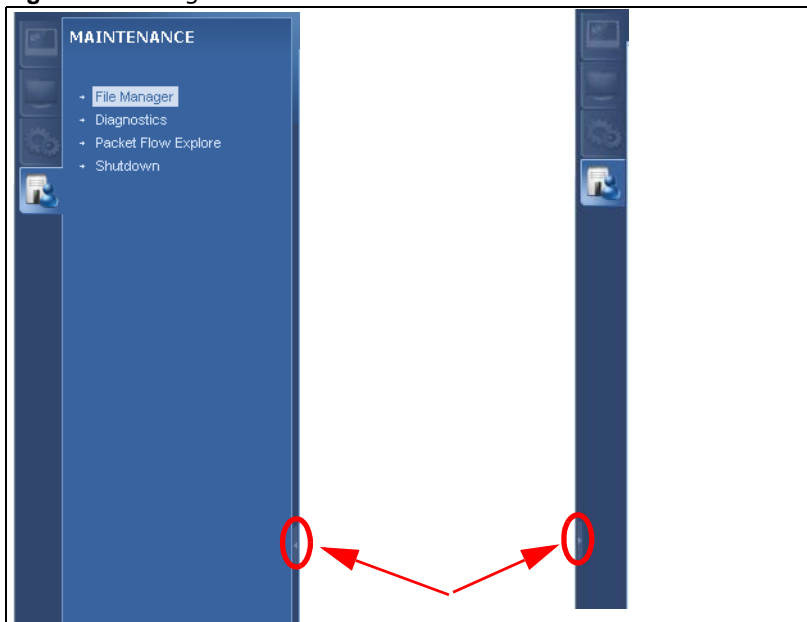 MAINTENANCE
File Manager
Diagnostics
Packet Flow Explore
Shutdown